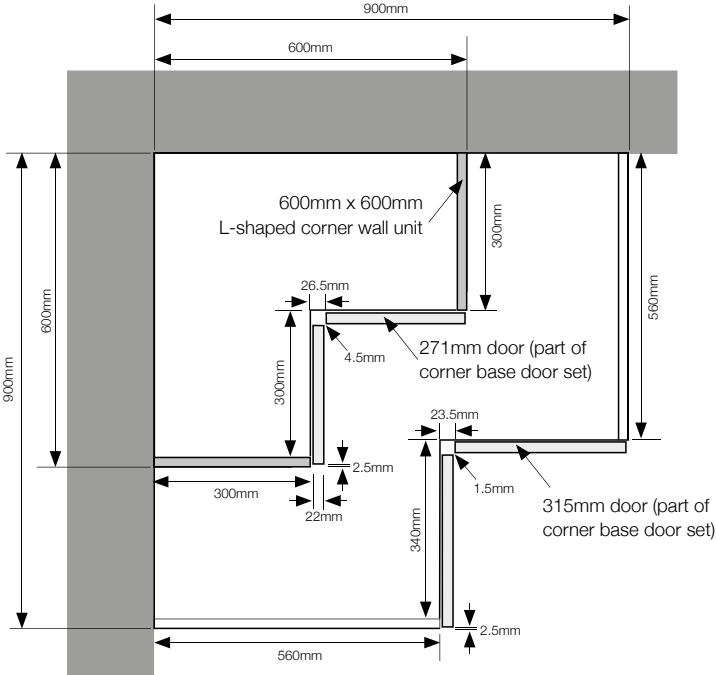 900mm
600mm
600mm x 600mm
L-shaped corner wall unit
300mm
560mm
600mm
900mm
26.5mm
4.5mm
271mm door (part of
corner base door set)
300mm
23.5mm
2.5mm
1.5mm
300mm
22mm
315mm door (part of
corner base door set)
340mm
2.5mm
560mm